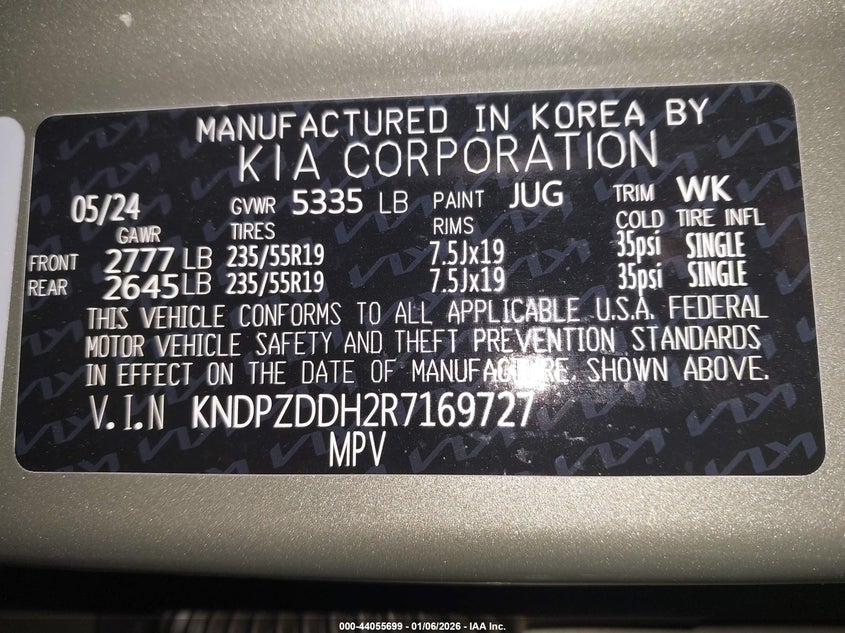 MANUFACTURED IN KOREA BY
KIA CORPORATION
05/24 GVWR 5335 LB PAINT JUG TRIM WK
GAWR TIRES RIMS COLD TIRE INFL
FRONT 2777 LB 235/55R19 7.5Jx19 35psi SINGLE
REAR 2645 LB 235/55R19 7.5Jx19 35psi SINGLE
THIS VEHICLE CONFORMS TO ALL APPLICABLE U.S.A. FEDERAL
MOTOR VEHICLE SAFETY AND THEFT PREVENTION STANDARDS
IN EFFECT ON THE DATE OF MANUFACTURE, SHOWN ABOVE.
V.I.N KNDPZDDH2R7169727
MPV
000-44055699 - 01/06/2026 - IAA Inc.